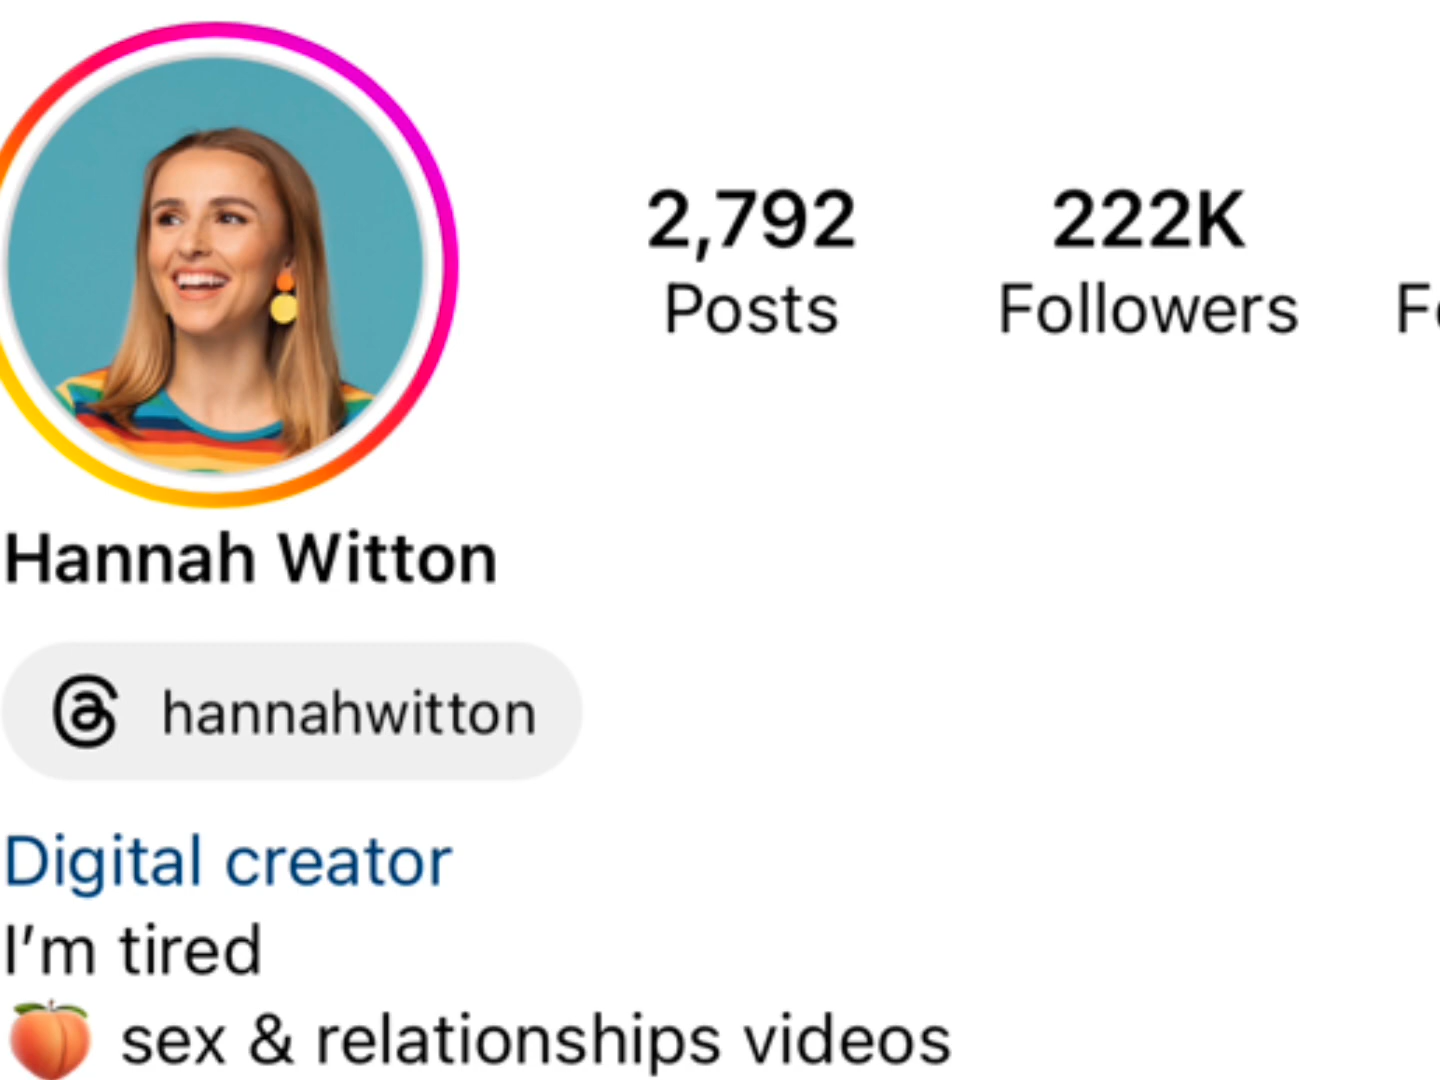 2,792 222K
Posts Followers
Hannah Witton
hannahwitton
Digital creator
I’m tired
🍑 sex & relationships videos